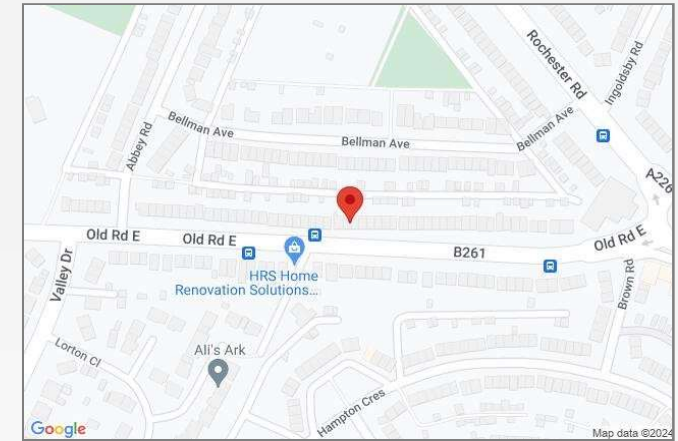 Rochester Rd
Ingoldsby Rd
Bellman Ave
Bellman Ave
Bellman Ave
Abbey Rd
A226
Old Rd E
Old Rd E
B261
Old Rd E
Valley Dr
HRS Home
Renovation Solutions...
Brown Rd
Lorton Cl
Ali's Ark
Hampton Cres
Google
Map data ©2024